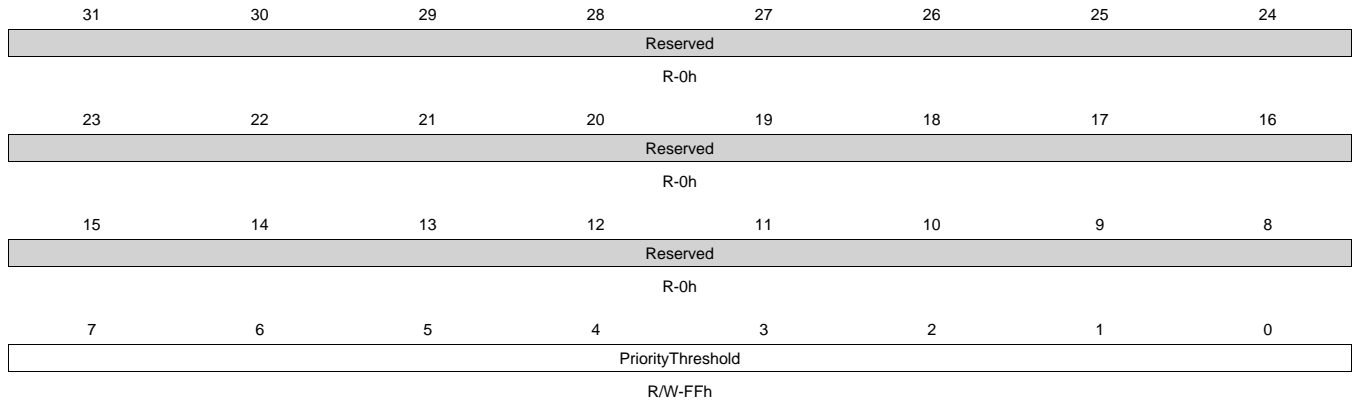 31 30 29 28 27 26 25 24
Reserved
R-0h
23 22 21 20 19 18 17 16
Reserved
R-0h
15 14 13 12 11 10 9 8
Reserved
R-0h
7 6 5 4 3 2 1 0
PriorityThreshold
R/W-FFh